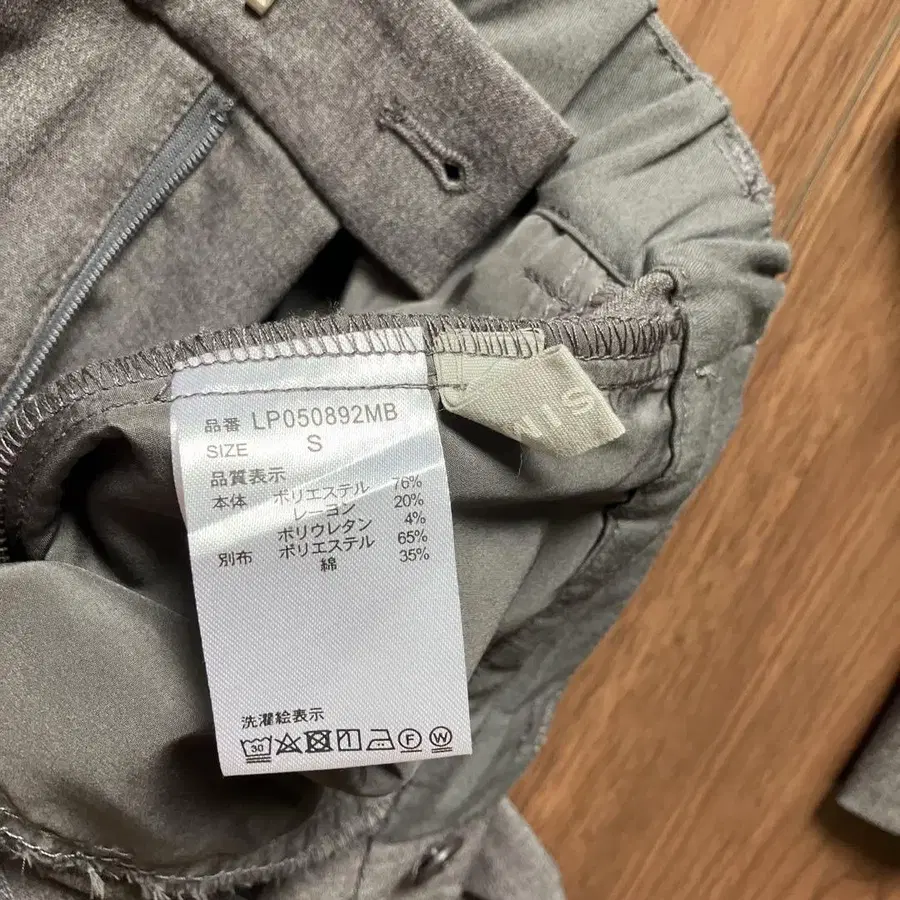 品番 LP050892MB
SIZE S
品質表示
本体 ポリエステル 76%
レーヨン 20%
ポリウレタン 4%
別布 ポリエステル 65%
綿 35%
洗濯絵表示
30 F W